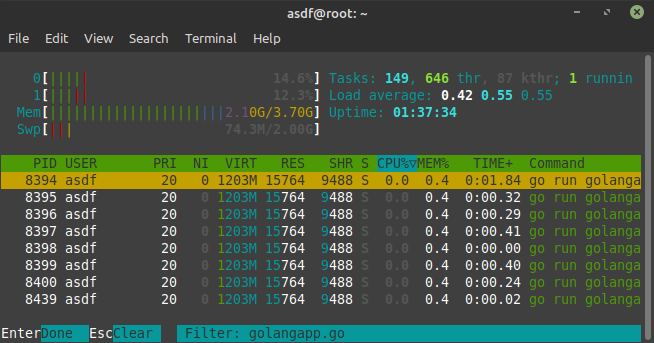 asdf@root: ~
File Edit View Search Terminal Help
0[||||| 14.6%] Tasks: 149, 646 thr, 87 kthr; 1 runnin
1[||||| 12.3%] Load average: 0.42 0.55 0.55
Mem[||||||||||||||||||||||2.10G/3.70G] Uptime: 01:37:34
Swp[||| 74.3M/2.00G]
PID USER PRI NI VIRT RES SHR S CPU%▽MEM% TIME+ Command
8394 asdf 20 0 1203M 15764 9488 S 0.0 0.4 0:01.84 go run golanga
8395 asdf 20 0 1203M 15764 9488 S 0.0 0.4 0:00.32 go run golanga
8396 asdf 20 0 1203M 15764 9488 S 0.0 0.4 0:00.29 go run golanga
8397 asdf 20 0 1203M 15764 9488 S 0.0 0.4 0:00.41 go run golanga
8398 asdf 20 0 1203M 15764 9488 S 0.0 0.4 0:00.00 go run golanga
8399 asdf 20 0 1203M 15764 9488 S 0.0 0.4 0:00.40 go run golanga
8400 asdf 20 0 1203M 15764 9488 S 0.0 0.4 0:00.24 go run golanga
8439 asdf 20 0 1203M 15764 9488 S 0.0 0.4 0:00.02 go run golanga
EnterDone EscClear Filter: golangapp.go